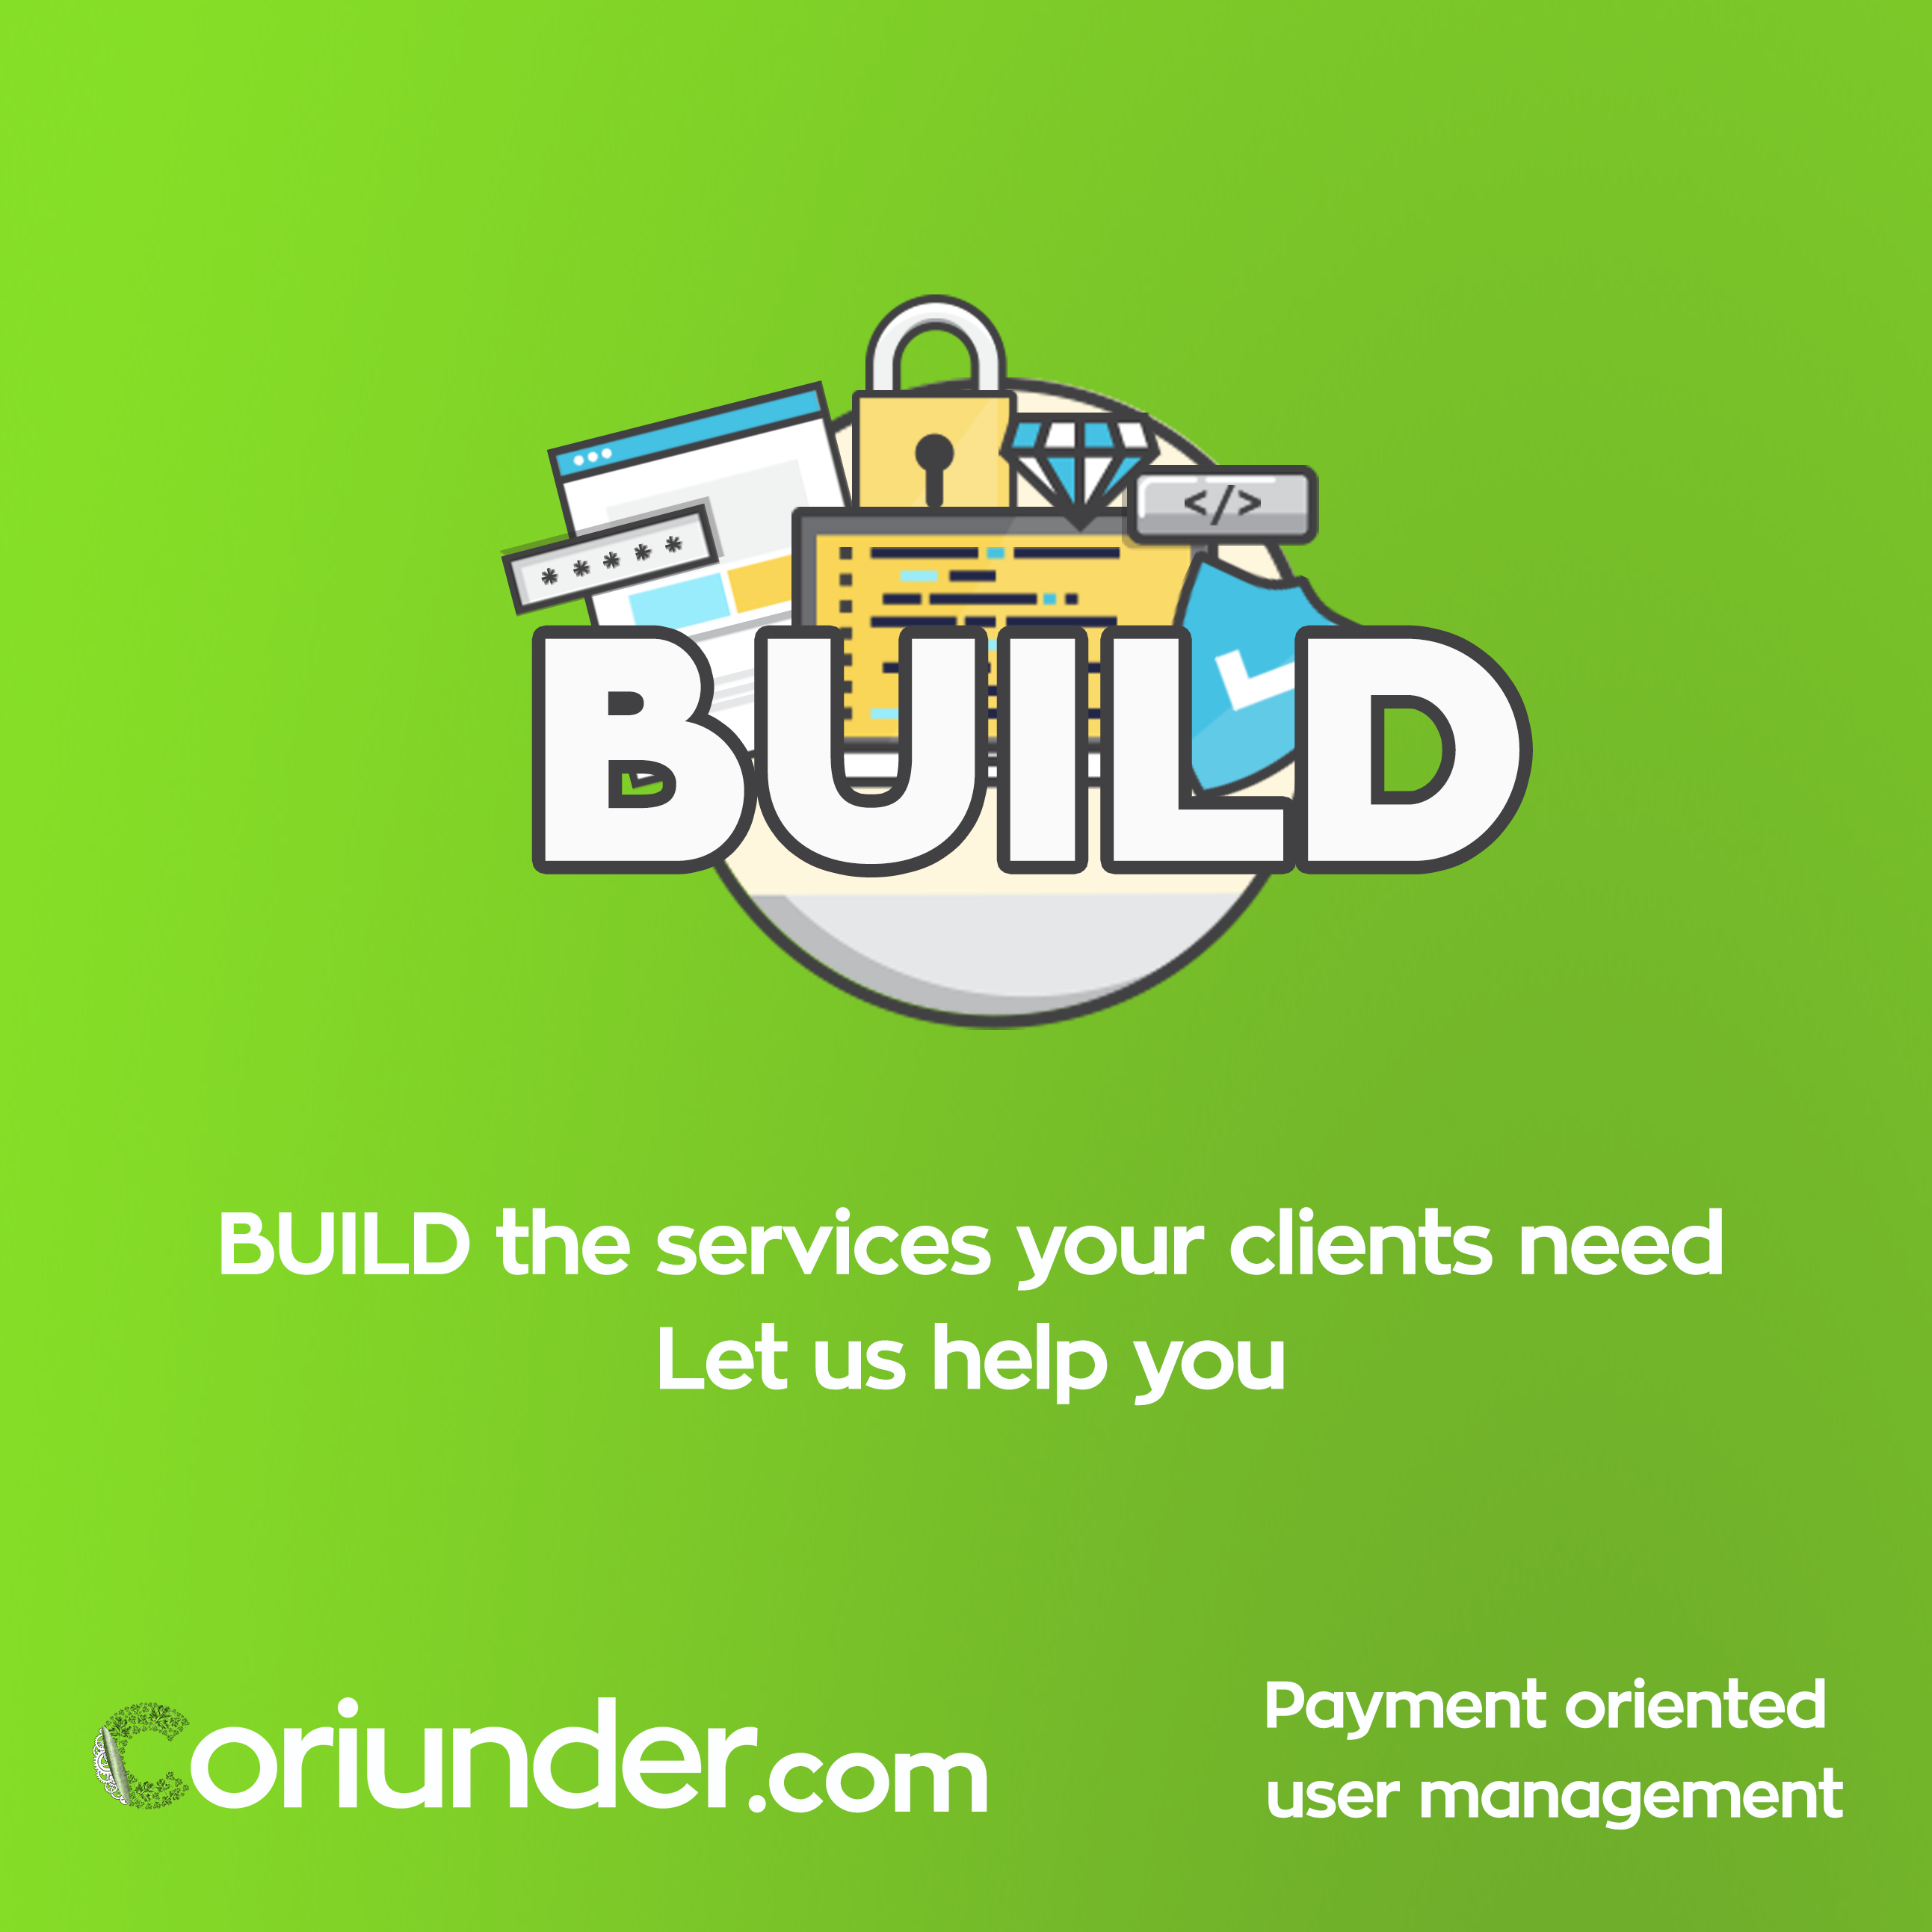 *****
</>
BUILD
BUILD the services your clients need
Let us help you
Coriunder.com
Payment oriented
user management